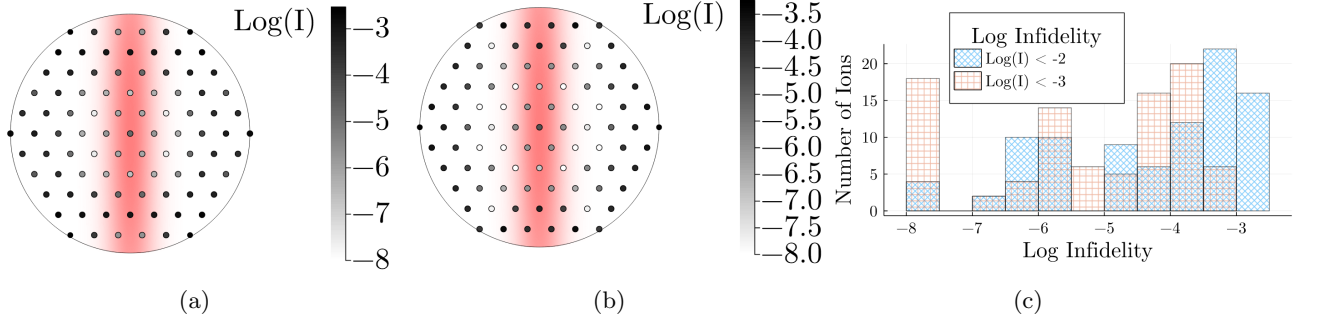 Log(I)
−3
−4
−5
−6
−7
−8
(a)
Log(I)
−3.5
−4.0
−4.5
−5.0
−5.5
−6.0
−6.5
−7.0
−7.5
−8.0
(b)
Number of Ions
20
15
10
5
0
Log Infidelity
Log(I) < -2
Log(I) < -3
−8 −7 −6 −5 −4 −3
Log Infidelity
(c)